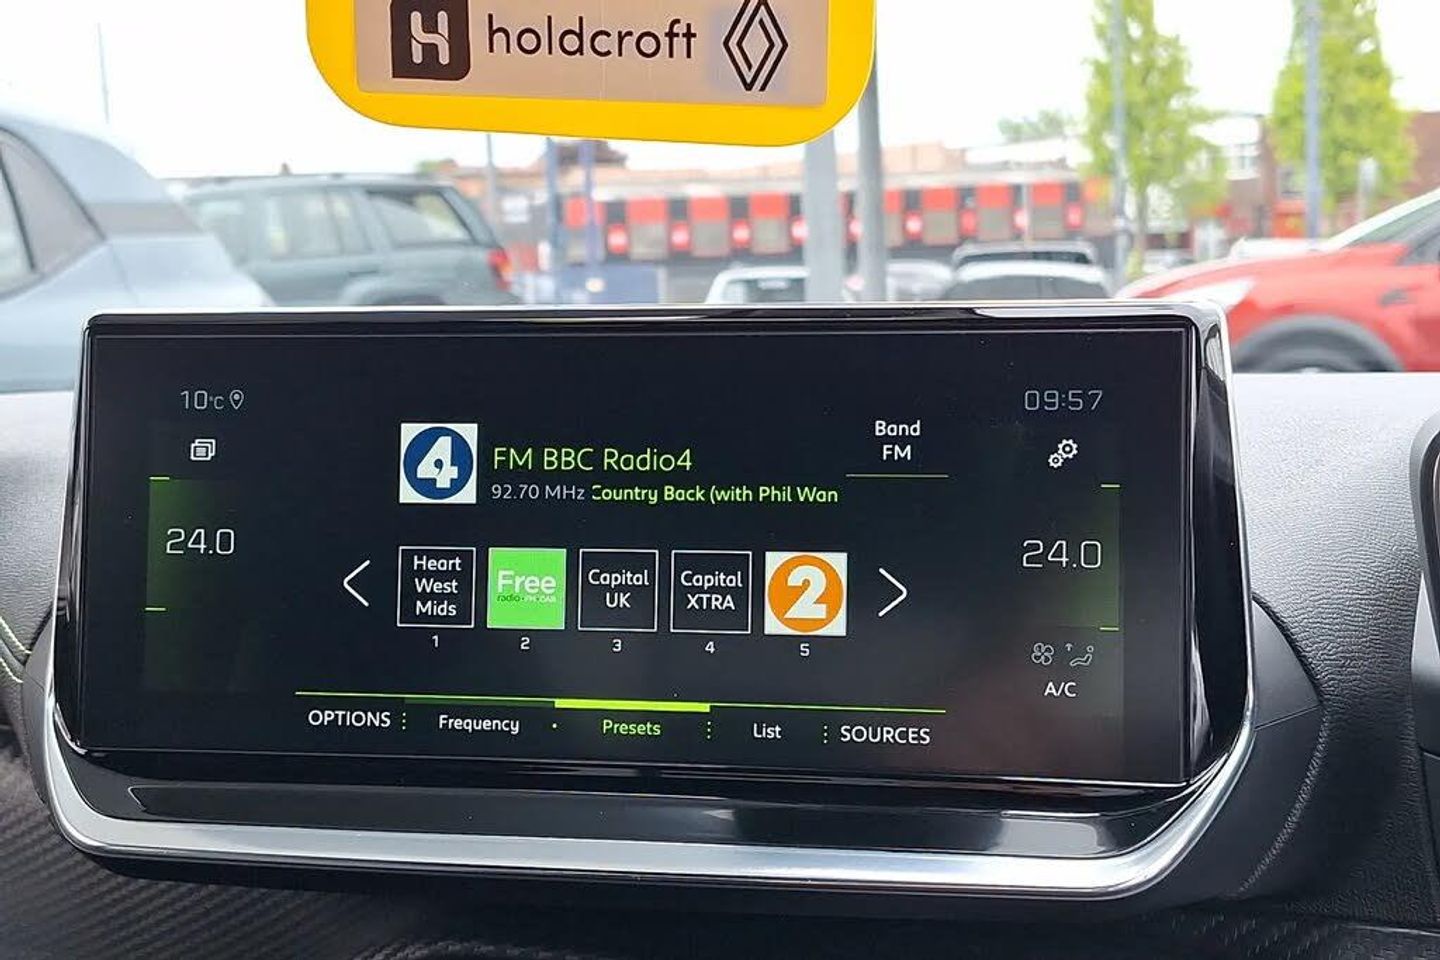 H holdcroft
10°C
09:57
Band
FM
4
FM BBC Radio4
92.70 MHz Country Back (with Phil Wan
24.0
24.0
Heart
West
Mids
Free
radio
Capital
UK
Capital
XTRA
2
1 2 3 4 5
A/C
OPTIONS Frequency Presets List SOURCES